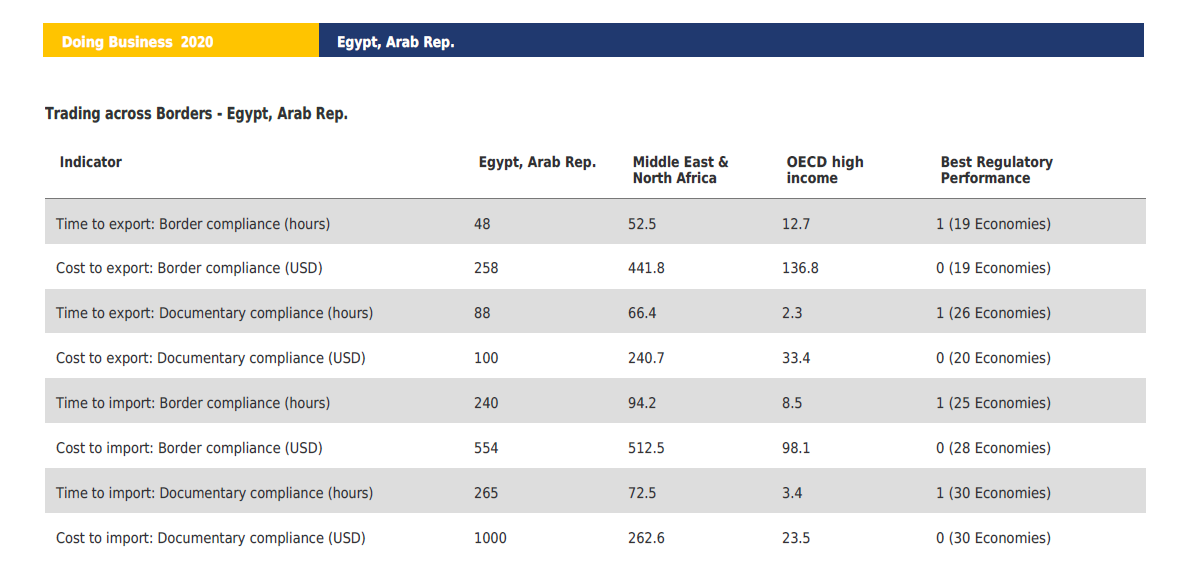 Doing Business 2020 Egypt, Arab Rep.
Trading across Borders - Egypt, Arab Rep.
Indicator Egypt, Arab Rep. Middle East & North Africa OECD high income Best Regulatory Performance
Time to export: Border compliance (hours) 48 52.5 12.7 1 (19 Economies)
Cost to export: Border compliance (USD) 258 441.8 136.8 0 (19 Economies)
Time to export: Documentary compliance (hours) 88 66.4 2.3 1 (26 Economies)
Cost to export: Documentary compliance (USD) 100 240.7 33.4 0 (20 Economies)
Time to import: Border compliance (hours) 240 94.2 8.5 1 (25 Economies)
Cost to import: Border compliance (USD) 554 512.5 98.1 0 (28 Economies)
Time to import: Documentary compliance (hours) 265 72.5 3.4 1 (30 Economies)
Cost to import: Documentary compliance (USD) 1000 262.6 23.5 0 (30 Economies)